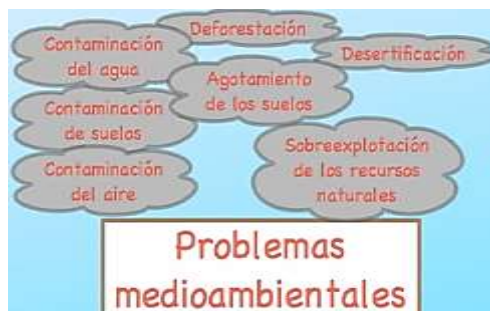 Deforestación
Contaminación
del agua
Desertificación
Agotamiento
de los suelos
Contaminación
de suelos
Sobreexplotación
de los recursos
naturales
Contaminación
del aire
Problemas
medioambientales